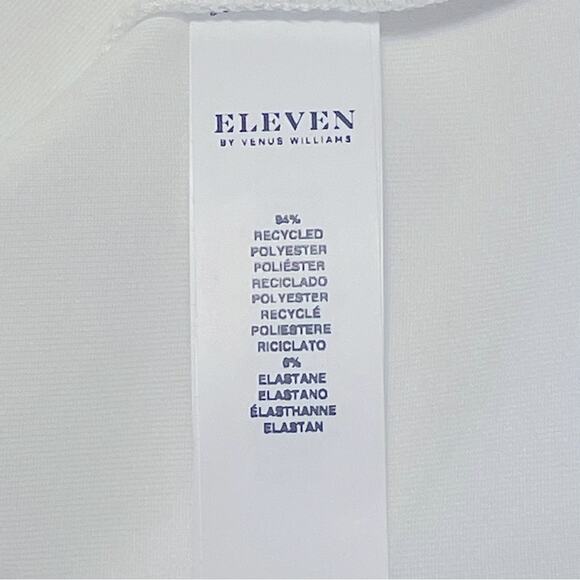 ELEVEN
BY VENUS WILLIAMS
94%
RECYCLED
POLYESTER
POLIÉSTER
RECICLADO
POLYESTER
RECYCLÉ
POLIESTERE
RICICLATO
6%
ELASTANE
ELASTANO
ÉLASTHANNE
ELASTAN